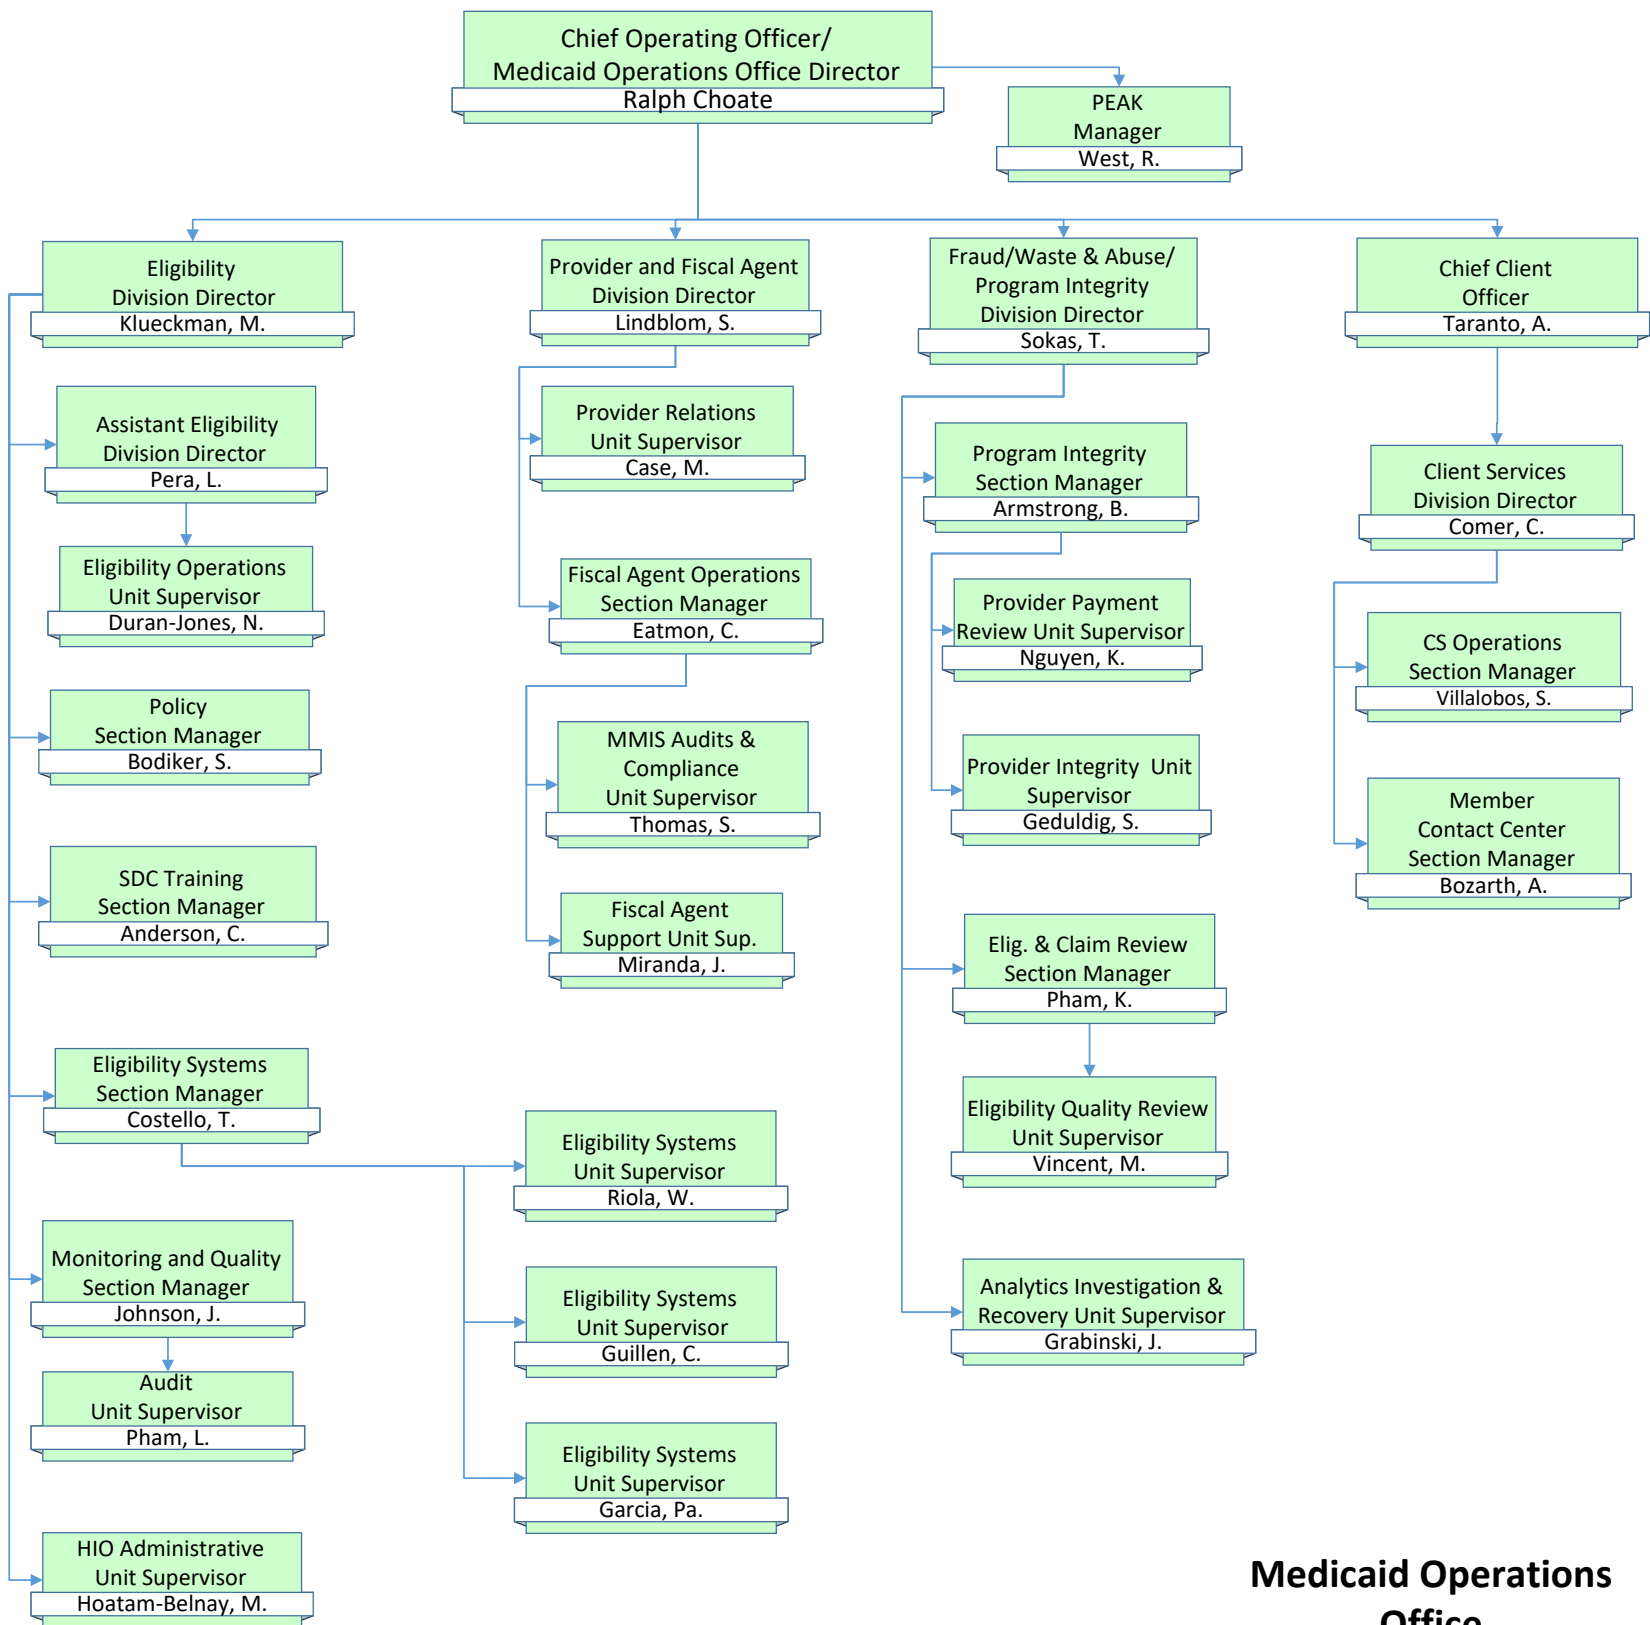 Chief Operating Officer/
Medicaid Operations Office Director
Ralph Choate
PEAK
Manager
West, R.
Eligibility
Division Director
Klueckman, M.
Provider and Fiscal Agent
Division Director
Lindblom, S.
Fraud/Waste & Abuse/
Program Integrity
Division Director
Sokas, T.
Chief Client
Officer
Taranto, A.
Assistant Eligibility
Division Director
Pera, L.
Eligibility Operations
Unit Supervisor
Duran-Jones, N.
Policy
Section Manager
Bodiker, S.
SDC Training
Section Manager
Anderson, C.
Eligibility Systems
Section Manager
Costello, T.
Monitoring and Quality
Section Manager
Johnson, J.
Audit
Unit Supervisor
Pham, L.
HIO Administrative
Unit Supervisor
Hoatam-Belnay, M.
Provider Relations
Unit Supervisor
Case, M.
Fiscal Agent Operations
Section Manager
Eatmon, C.
MMIS Audits &
Compliance
Unit Supervisor
Thomas, S.
Fiscal Agent
Support Unit Sup.
Miranda, J.
Eligibility Systems
Unit Supervisor
Riola, W.
Eligibility Systems
Unit Supervisor
Guillen, C.
Eligibility Systems
Unit Supervisor
Garcia, Pa.
Program Integrity
Section Manager
Armstrong, B.
Provider Payment
Review Unit Supervisor
Nguyen, K.
Provider Integrity  Unit
Supervisor
Geduldig, S.
Elig. & Claim Review
Section Manager
Pham, K.
Eligibility Quality Review
Unit Supervisor
Vincent, M.
Analytics Investigation &
Recovery Unit Supervisor
Grabinski, J.
Client Services
Division Director
Comer, C.
CS Operations
Section Manager
Villalobos, S.
Member
Contact Center
Section Manager
Bozarth, A.
Medicaid Operations
Office